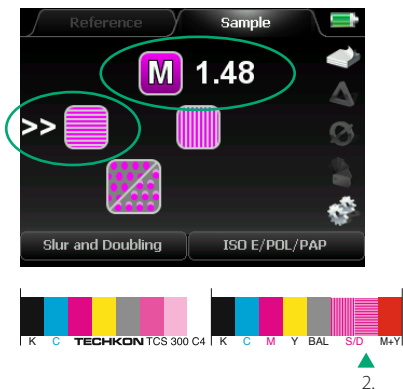 Reference Sample
M 1.48
>>
Slur and Doubling ISO E/POL/PAP
K C TECHKON TCS 300 C4 K C M Y BAL S/D M+Y
2.